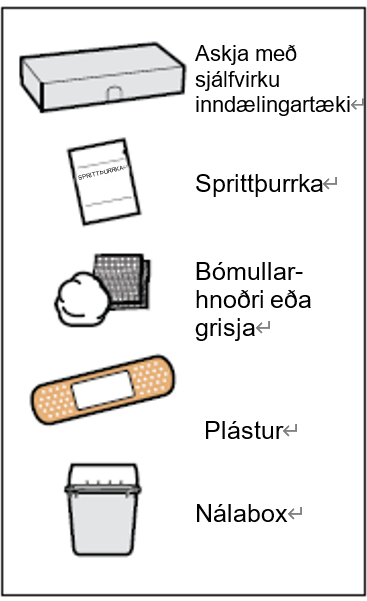 Askja með
sjálfvirku
inndælingartæki
SPRITTÞURRKA
Sprittþurrka
Bómullar-
hnoðri eða
grisja
Plástur
Nálabox